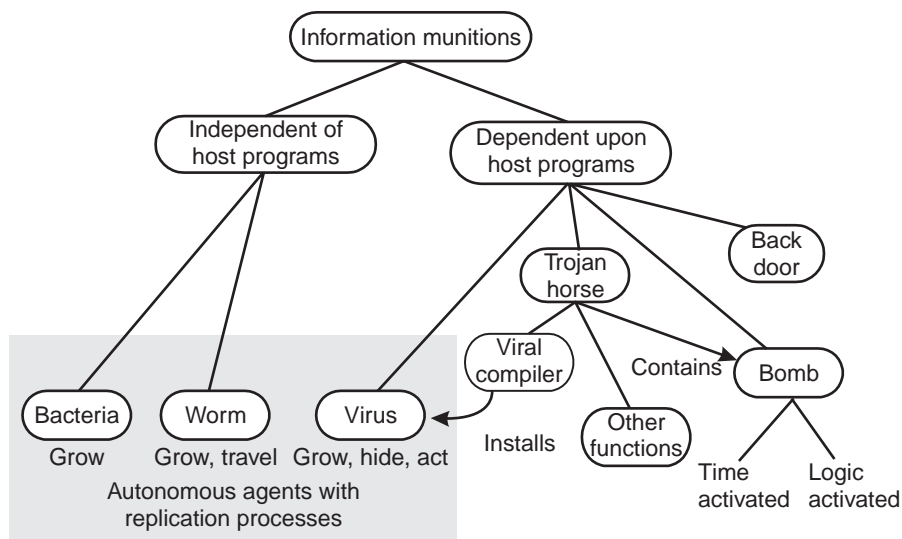 Information munitions
Independent of
host programs
Dependent upon
host programs
Back
door
Trojan
horse
Viral
compiler
Contains
Bomb
Bacteria
Worm
Virus
Other
functions
Installs
Grow
Grow, travel
Grow, hide, act
Time
activated
Logic
activated
Autonomous agents with
replication processes